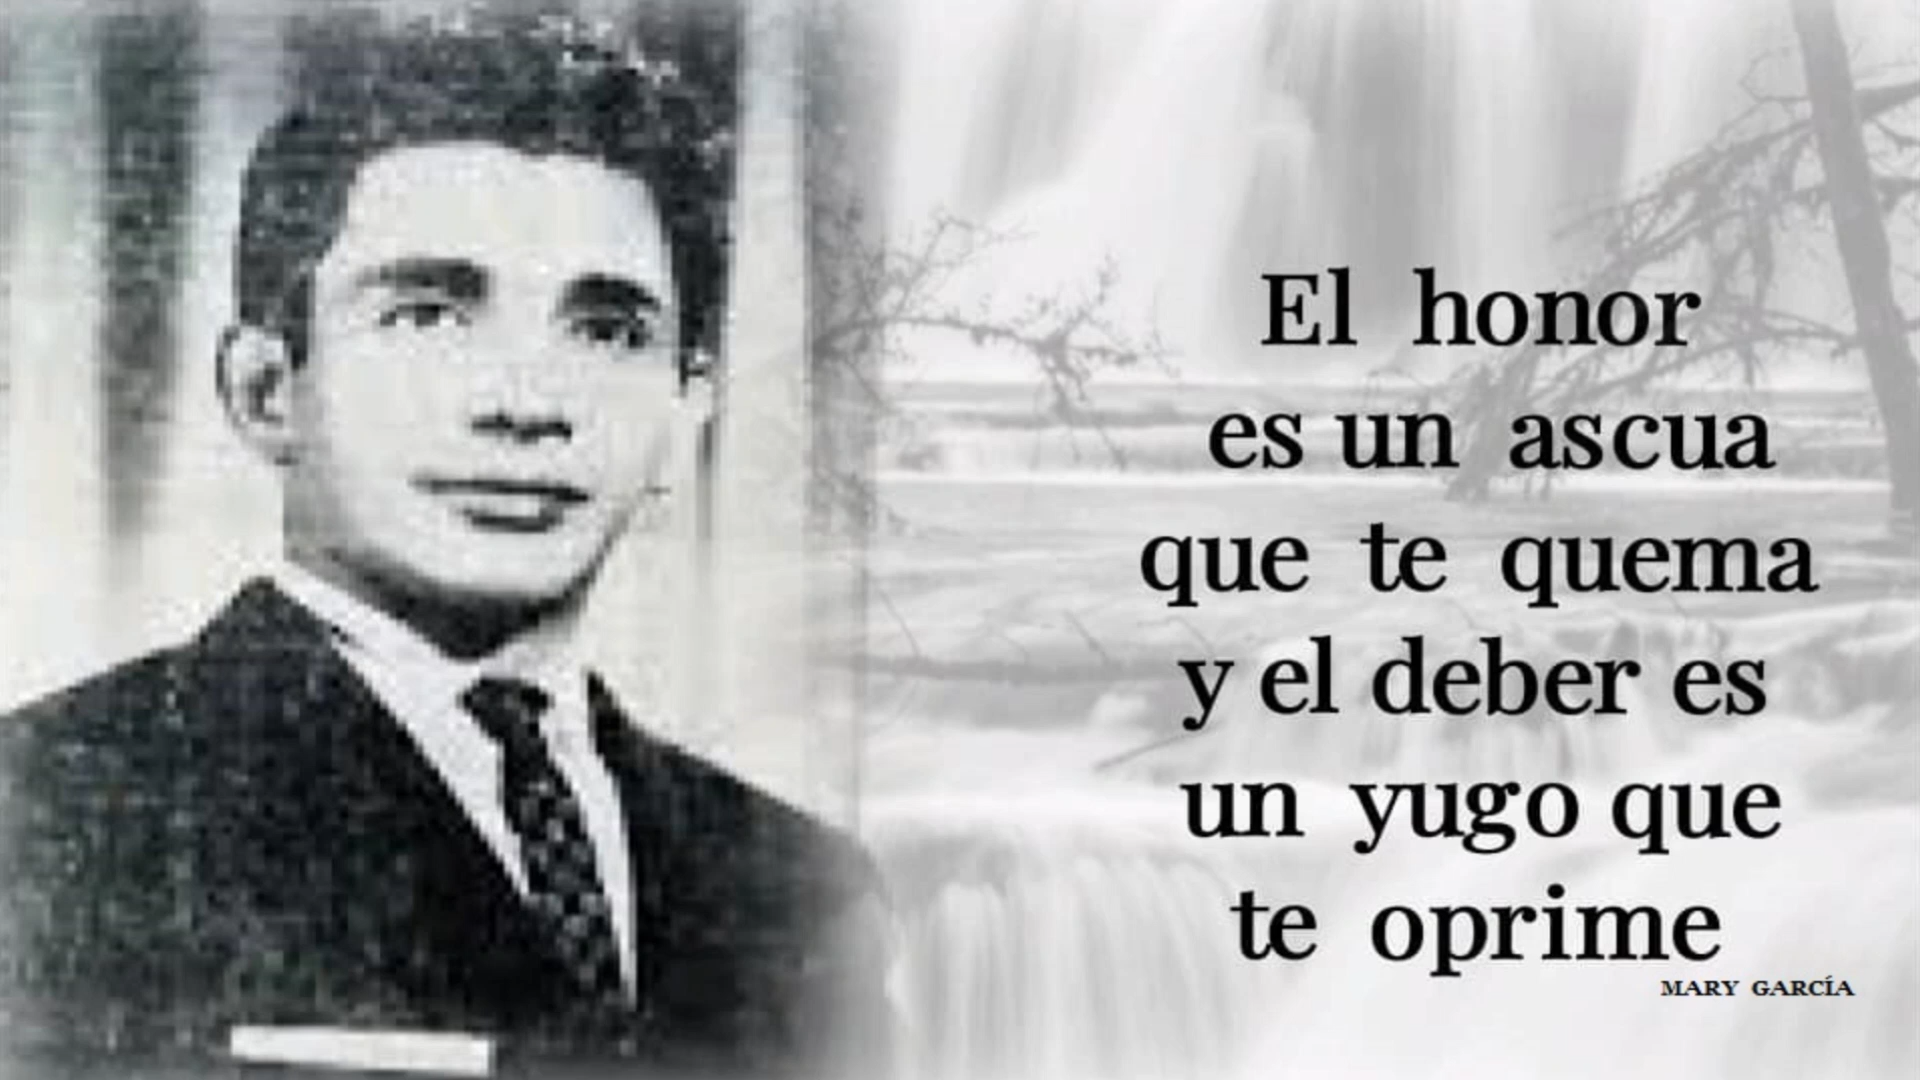 El honor
es un ascua
que te quema
y el deber es
un yugo que
te oprime
MARY GARCÍA